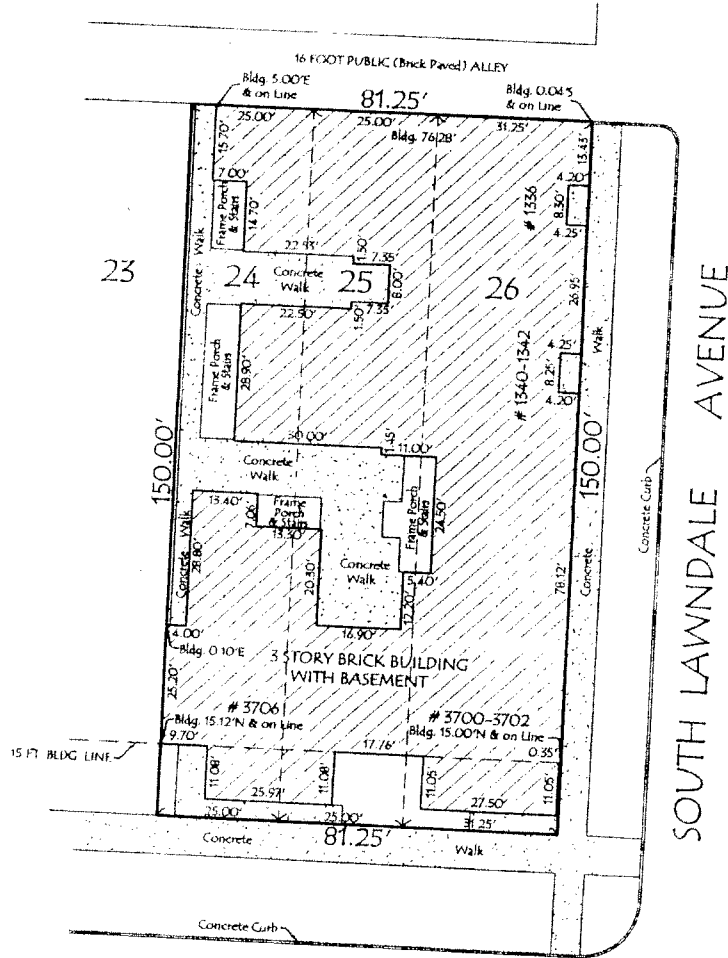 16 FOOT PUBLIC (Brick Paved) ALLEY
Bldg. 5.00'E
& on Line
81.25'
Bldg. 0.04'S
& on Line
25.00'
25.00'
31.25'
Bldg. 76.28'
15.70'
13.43'
7.00'
Frame Porch
& Stairs
14.70'
4.20'
8.30'
4.25'
# 1336
22.93'
1.50'
7.35'
23
24
Concrete
Walk
25
8.00'
26
Concrete Walk
22.50'
1.50'
7.35'
26.95'
Walk
Frame Porch
& Stairs
28.90'
4.25'
8.25'
4.20'
# 1340-1342
SOUTH LAWNDALE AVENUE
30.00'
1.45'
11.00'
150.00'
150.00'
Concrete
Walk
13.40'
7.06'
Frame
Porch
& Stairs
13.30'
Frame Porch
& Stairs
24.50'
Concrete Curb
Concrete Walk
28.80'
20.30'
Concrete
Walk
5.40'
12.20'
78.12'
Concrete
4.00'
Bldg. 0.10'E
16.90'
3 STORY BRICK BUILDING
WITH BASEMENT
25.20'
# 3706
Bldg. 15.12'N & on Line
# 3700-3702
Bldg. 15.00'N & on Line
15 FT. BLDG. LINE
9.70'
17.76'
0.35'
11.08'
11.08'
11.05'
11.05'
25.97'
27.50'
25.00'
25.00'
31.25'
81.25'
Concrete
Walk
Concrete Curb